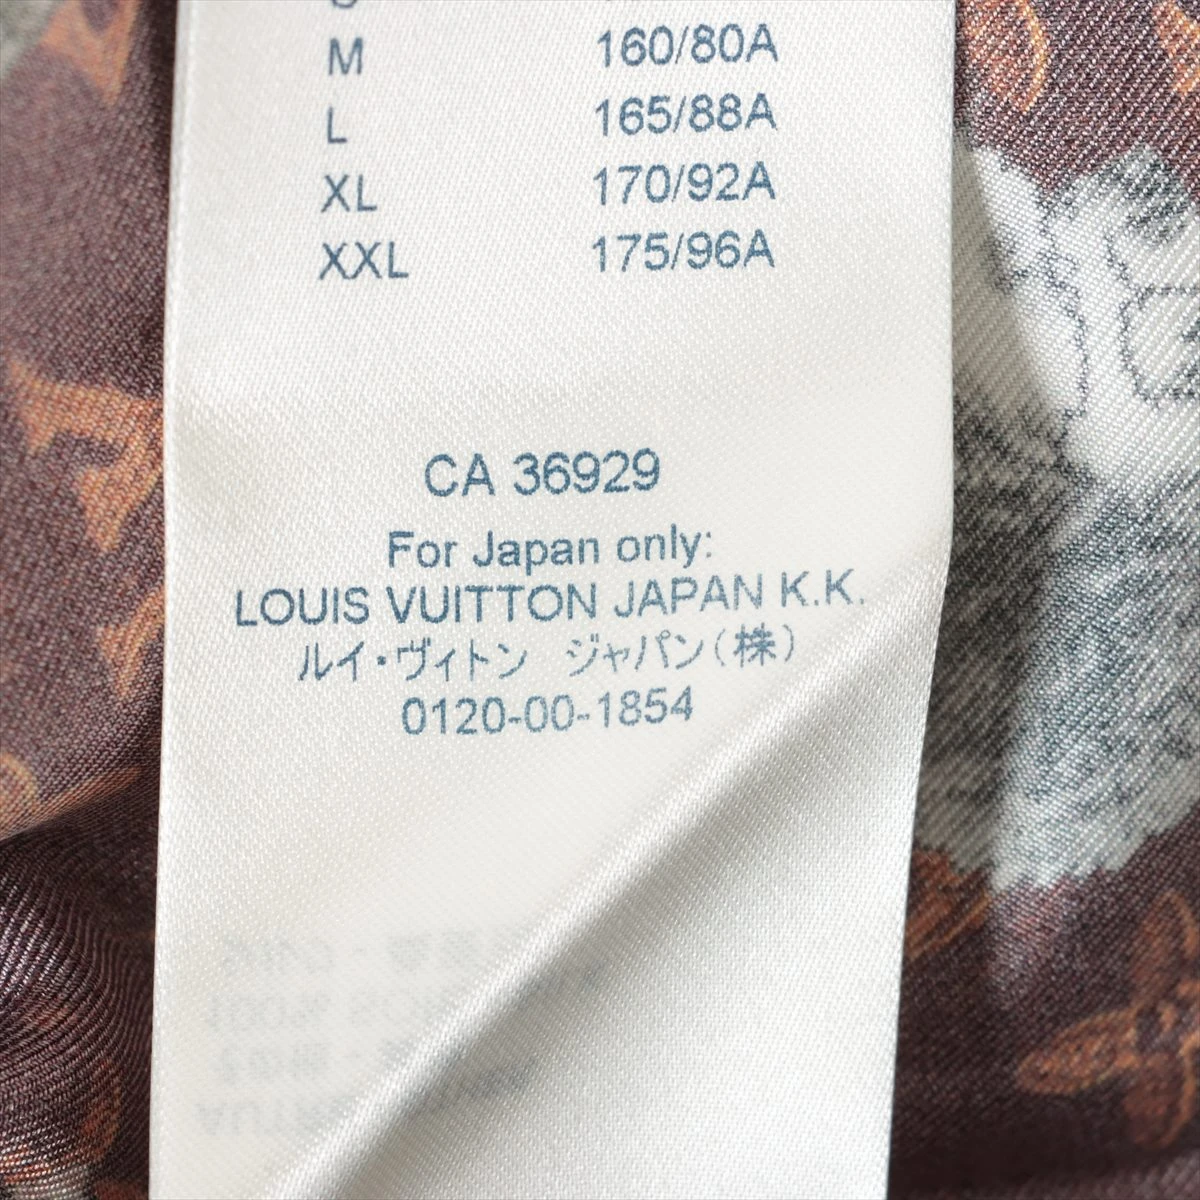 M 160/80A
L 165/88A
XL 170/92A
XXL 175/96A
CA 36929
For Japan only:
LOUIS VUITTON JAPAN K.K.
ルイ・ヴィトン ジャパン(株)
0120-00-1854